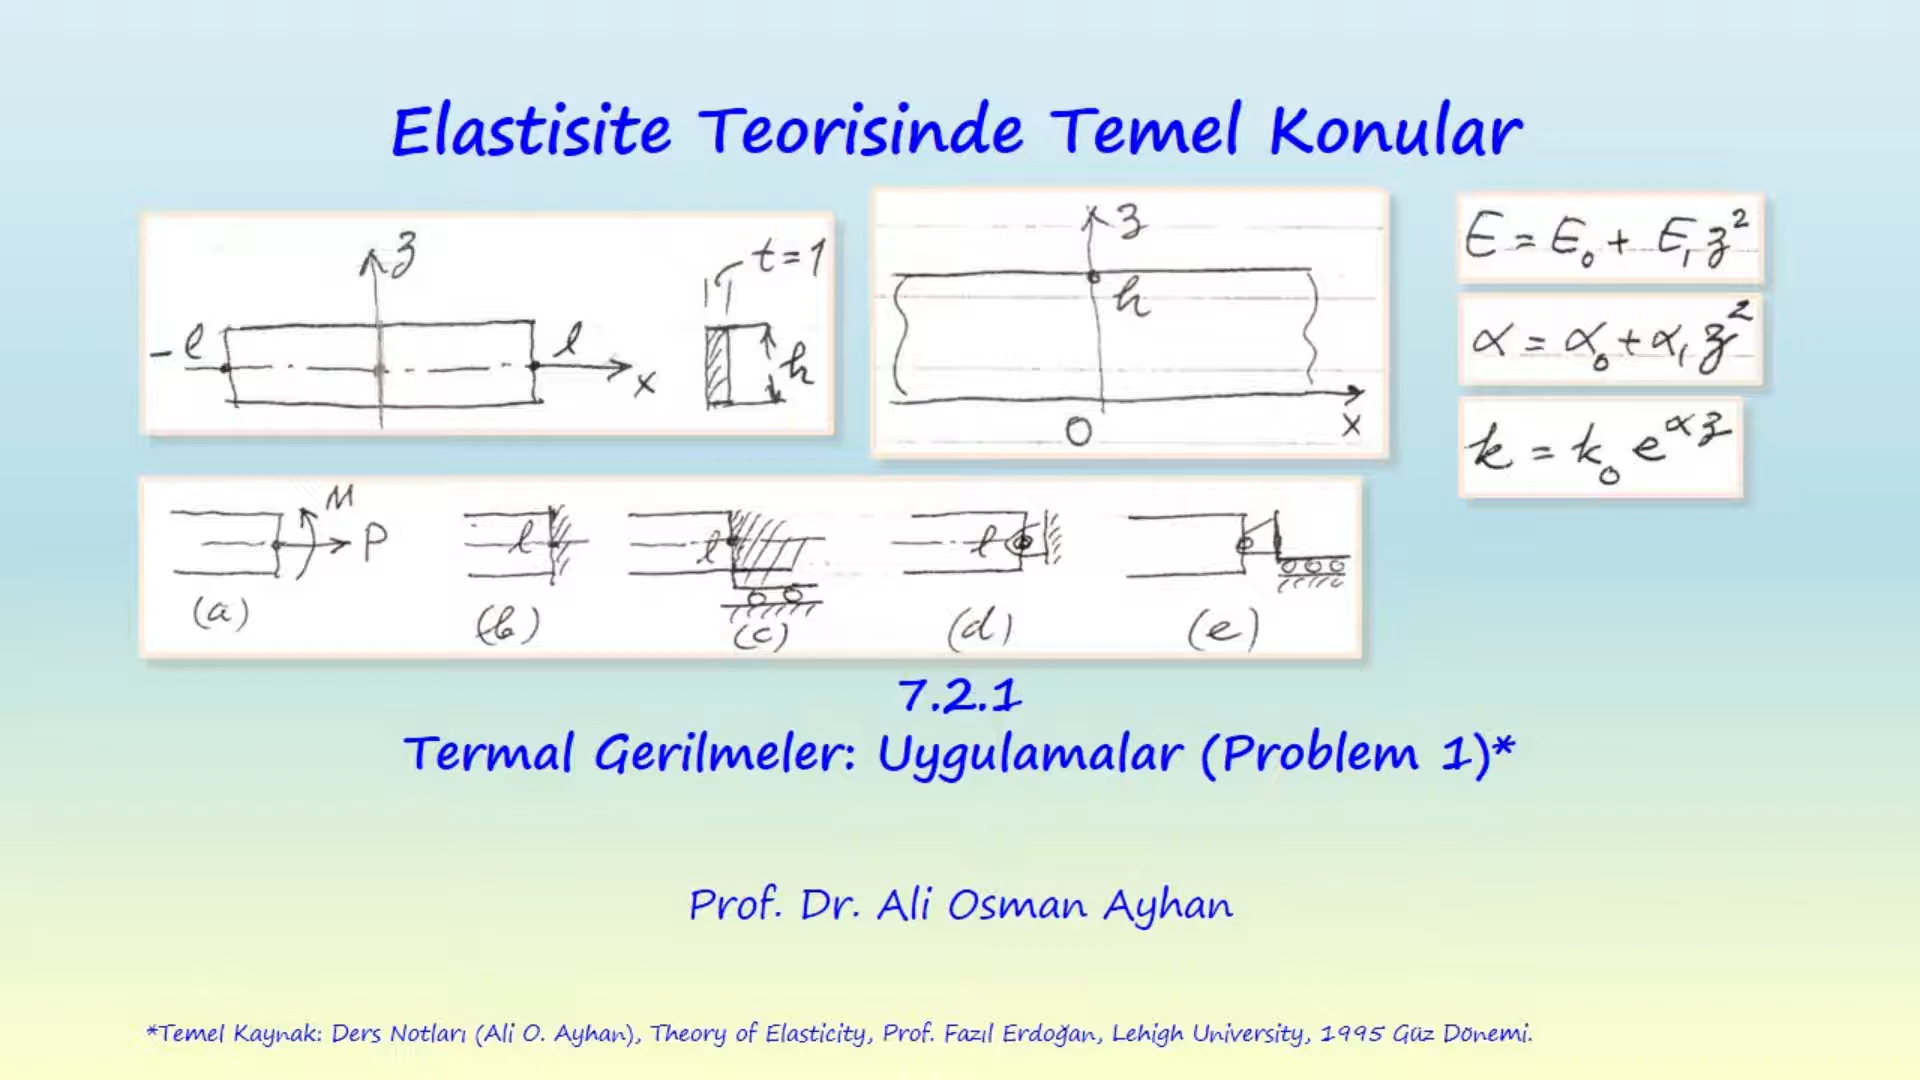 Elastisite Teorisinde Temel Konular
z
t=1
-l
l
x
h
z
h
O
x
E = E₀ + E₁z²
α = α₀ + α₁z²
k = k₀ e^αz
M
P
l
l
l
(a)
(b)
(c)
(d)
(e)
7.2.1
Termal Gerilmeler: Uygulamalar (Problem 1)*
Prof. Dr. Ali Osman Ayhan
*Temel Kaynak: Ders Notları (Ali O. Ayhan), Theory of Elasticity, Prof. Fazıl Erdoğan, Lehigh University, 1995 Güz Dönemi.